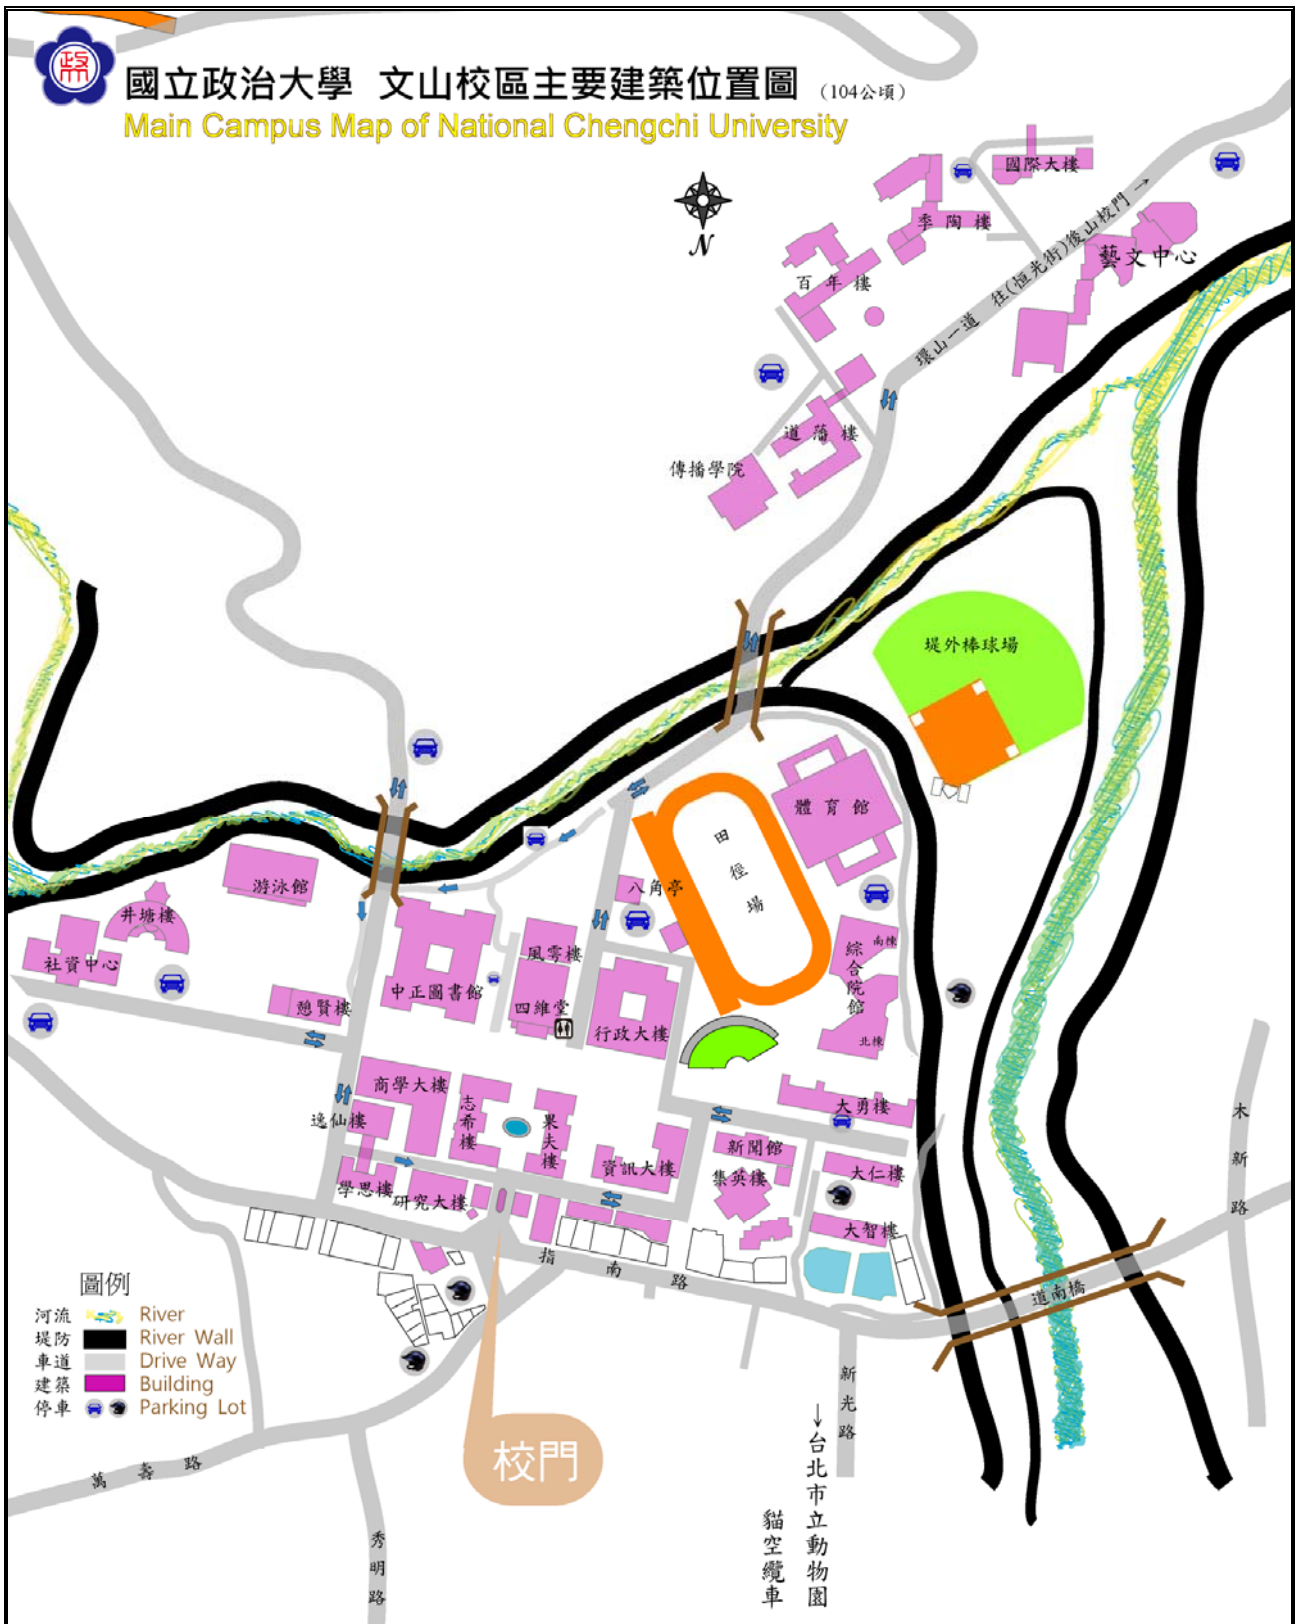 政
國立政治大學 文山校區主要建築位置圖 (104公頃)
Main Campus Map of National Chengchi University
N
國際大樓
季陶樓
藝文中心
百年樓
環山一道 往(恒光街)後山校門→
道藩樓
傳播學院
堤外棒球場
體育館
田徑場
八角亭
游泳館
井塘樓
社資中心
憩賢樓
中正圖書館
風雩樓
四維堂
行政大樓
綜合院館
南棟
北棟
商學大樓
志希樓
果夫樓
逸仙樓
資訊大樓
學思樓
研究大樓
大勇樓
新聞館
集英樓
大仁樓
大智樓
木新路
指南路
道南橋
新光路
圖例
河流 River
堤防 River Wall
車道 Drive Way
建築 Building
停車 Parking Lot
校門
萬壽路
秀明路
↓台北市立動物園
貓空纜車